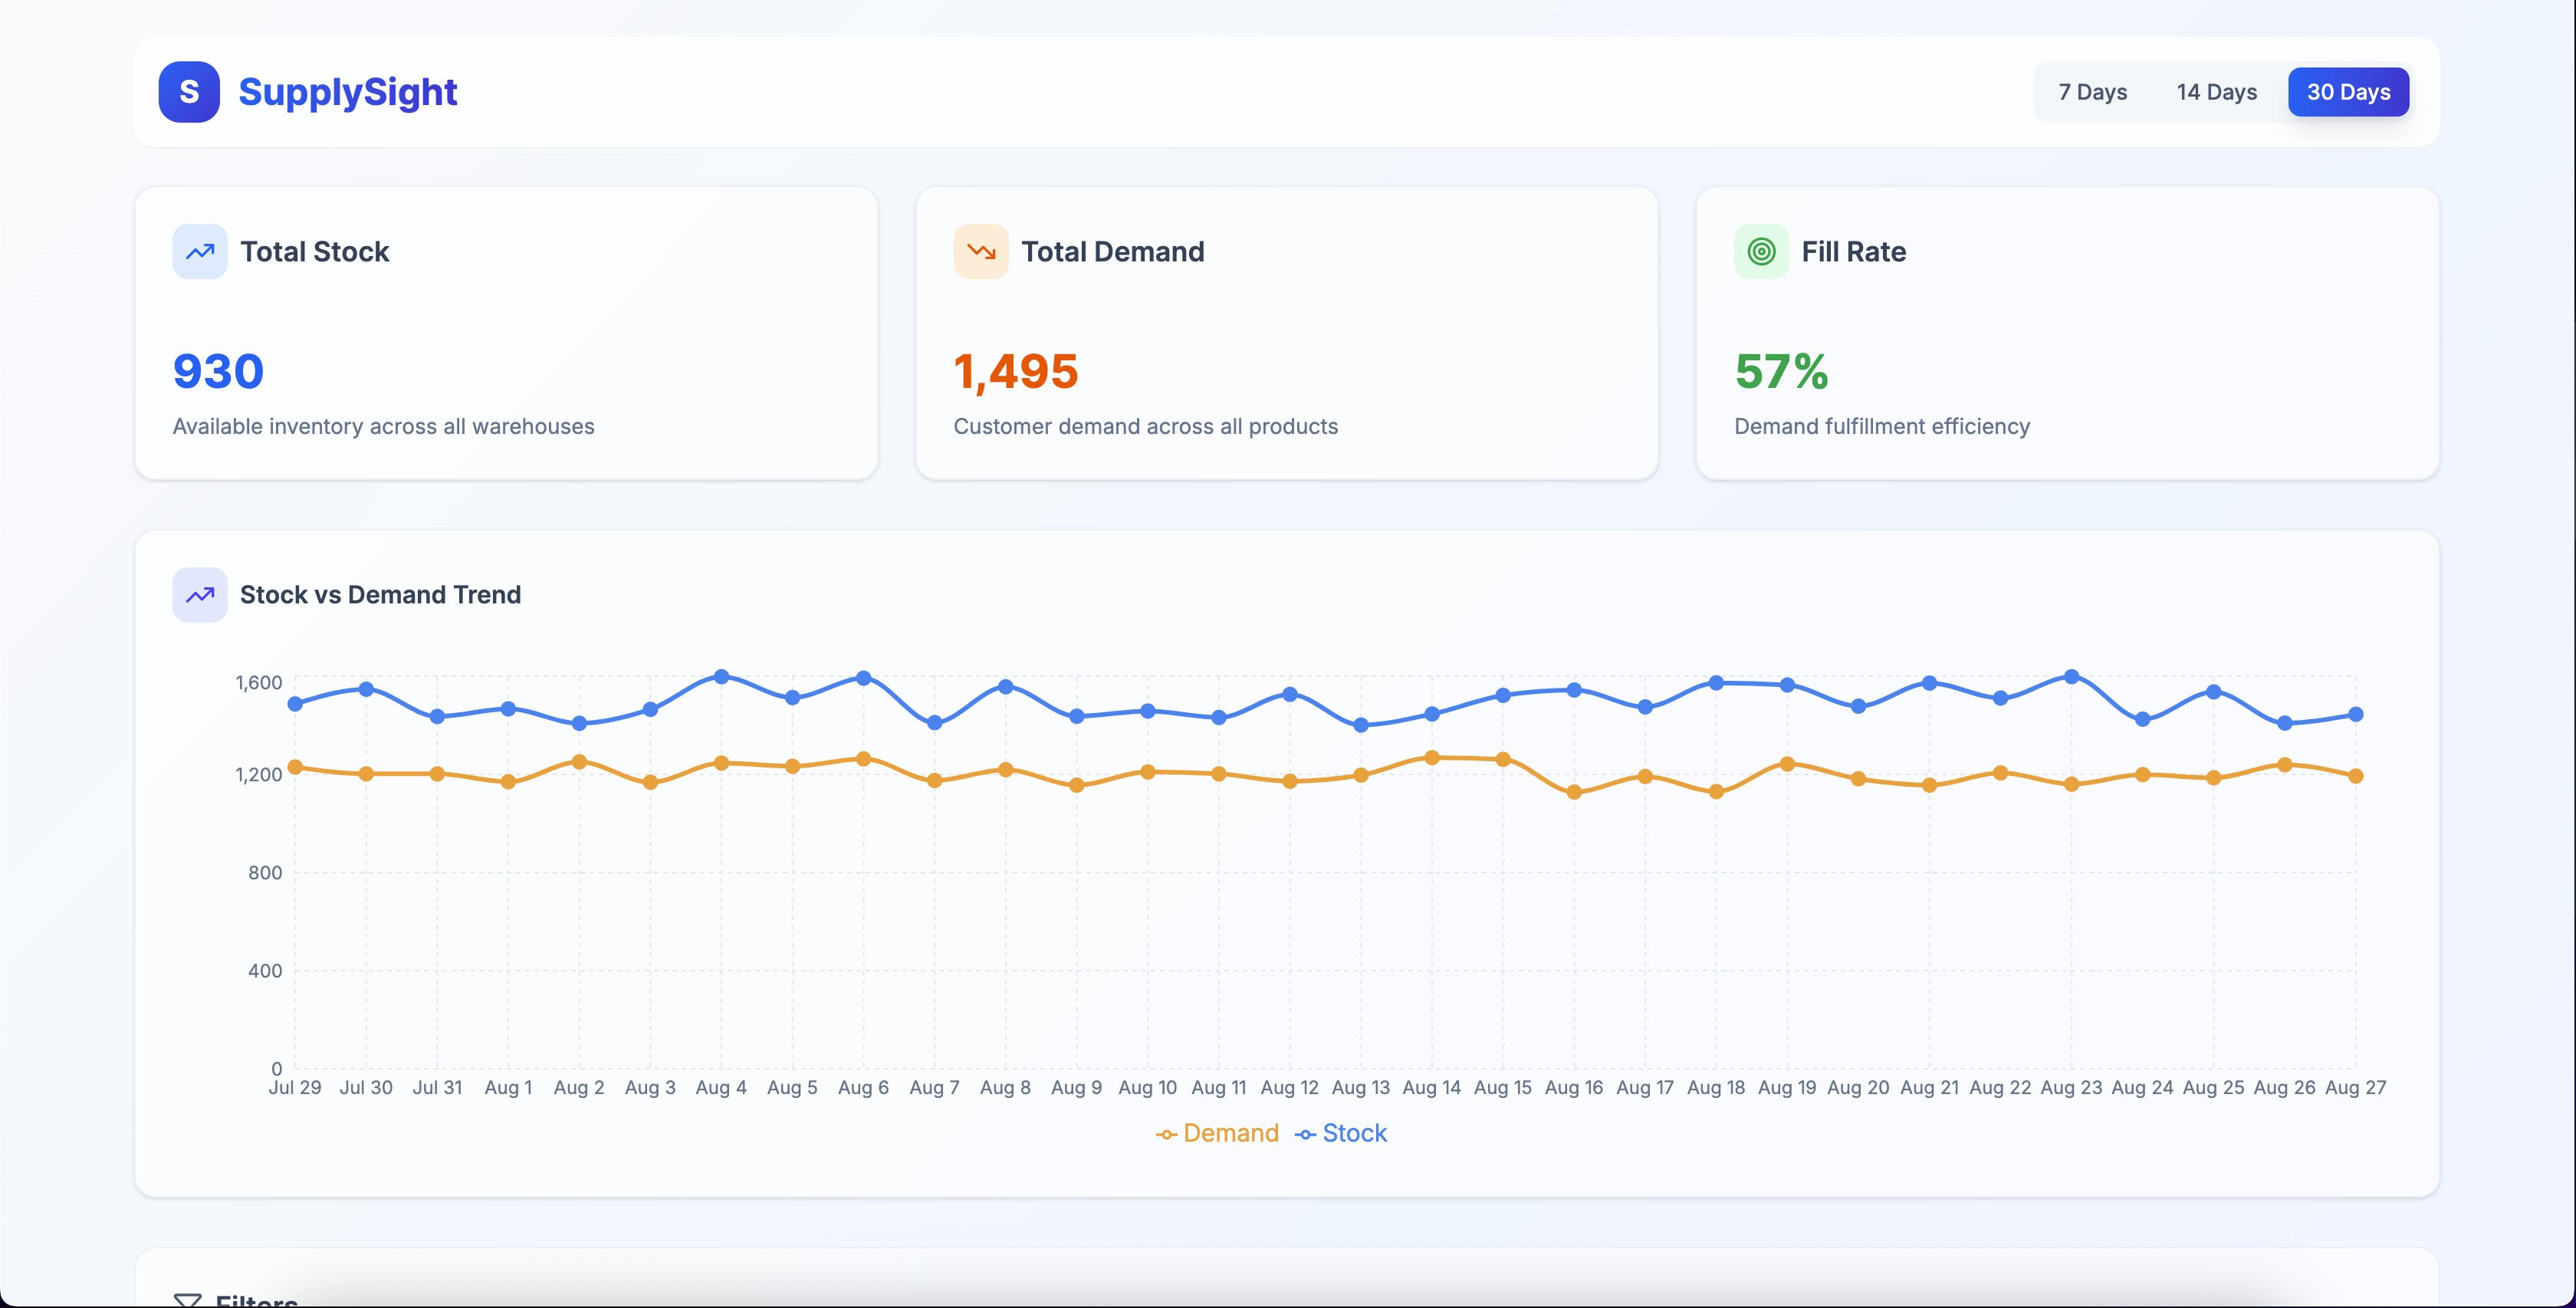 S SupplySight
7 Days 14 Days 30 Days
Total Stock
930
Available inventory across all warehouses
Total Demand
1,495
Customer demand across all products
Fill Rate
57%
Demand fulfillment efficiency
Stock vs Demand Trend
1,600
1,200
800
400
0
Jul 29 Jul 30 Jul 31 Aug 1 Aug 2 Aug 3 Aug 4 Aug 5 Aug 6 Aug 7 Aug 8 Aug 9 Aug 10 Aug 11 Aug 12 Aug 13 Aug 14 Aug 15 Aug 16 Aug 17 Aug 18 Aug 19 Aug 20 Aug 21 Aug 22 Aug 23 Aug 24 Aug 25 Aug 26 Aug 27
Demand Stock
Filters